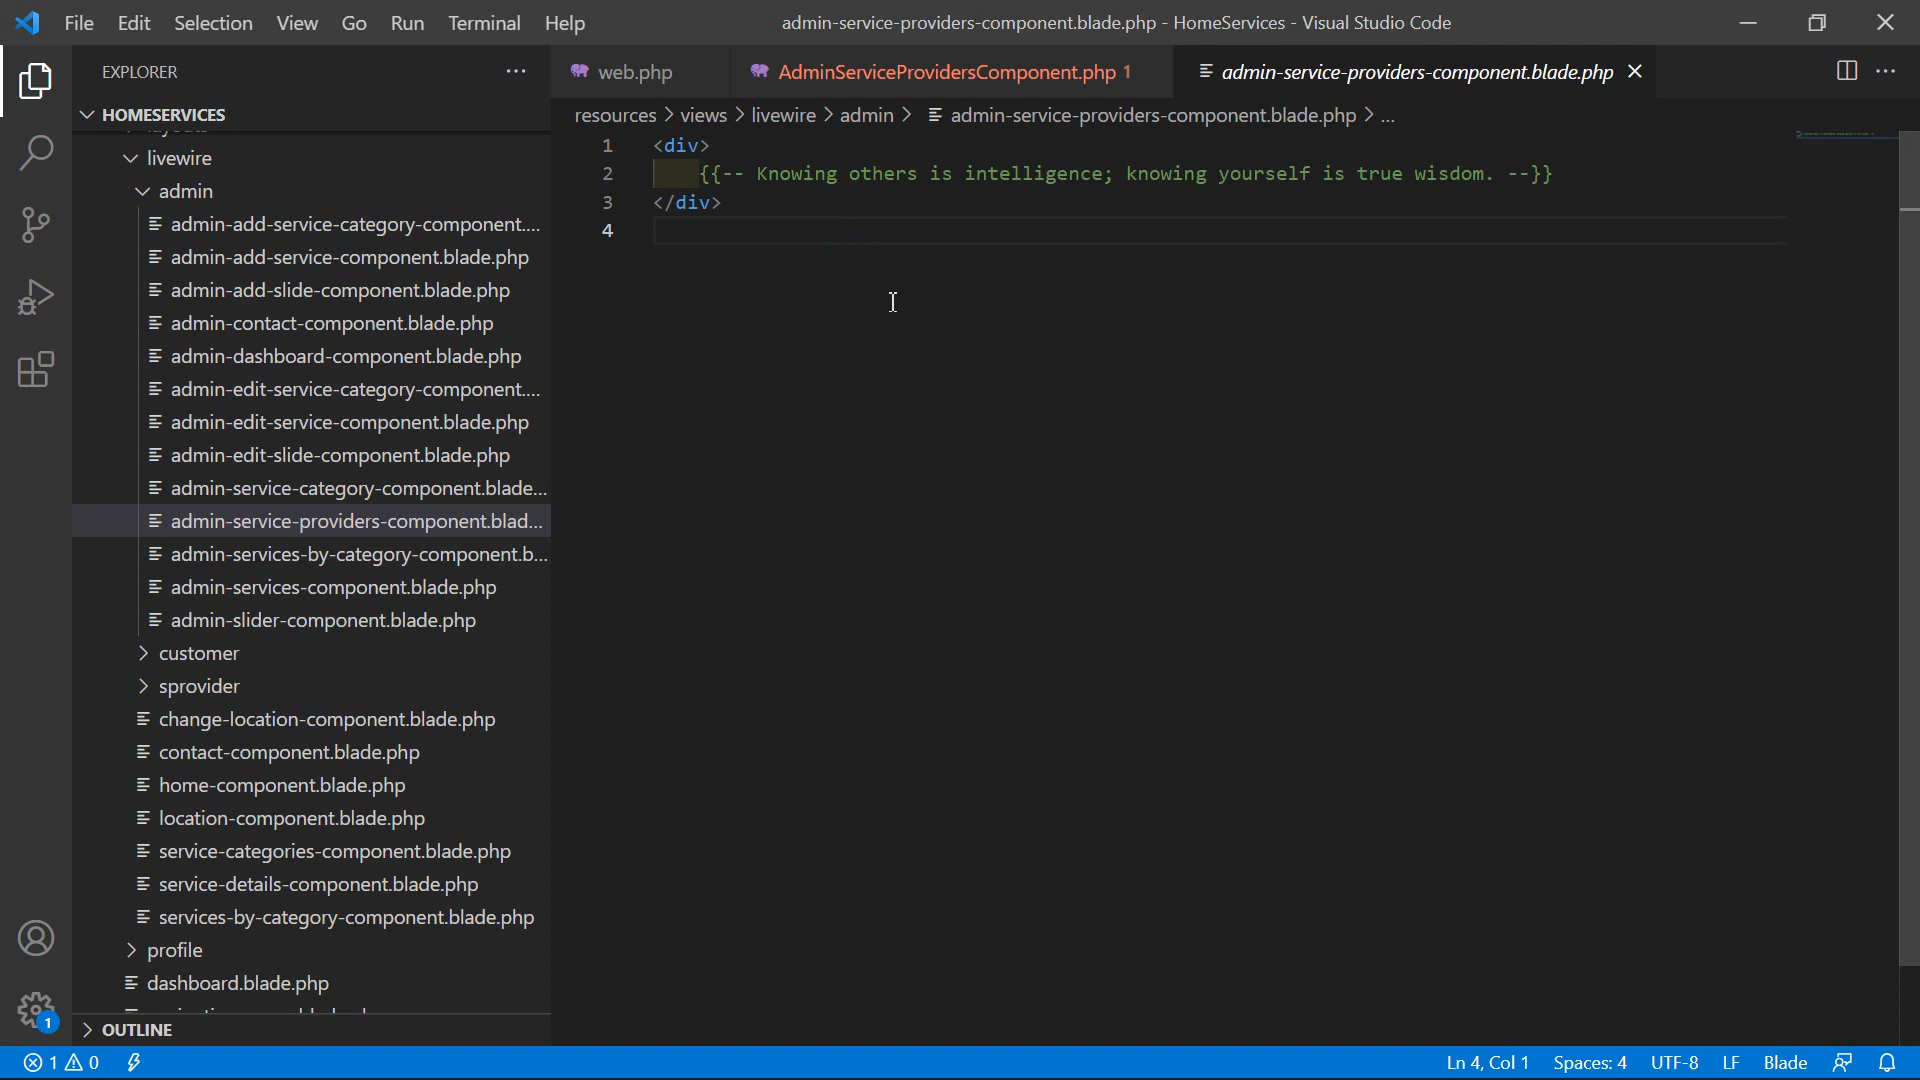 File Edit Selection View Go Run Terminal Help admin-service-providers-component.blade.php - HomeServices - Visual Studio Code
EXPLORER
web.php
AdminServiceProvidersComponent.php 1
admin-service-providers-component.blade.php
HOMESERVICES
resources > views > livewire > admin > admin-service-providers-component.blade.php > ...
livewire
admin
admin-add-service-category-component....
admin-add-service-component.blade.php
admin-add-slide-component.blade.php
admin-contact-component.blade.php
admin-dashboard-component.blade.php
admin-edit-service-category-component....
admin-edit-service-component.blade.php
admin-edit-slide-component.blade.php
admin-service-category-component.blade...
admin-service-providers-component.blad...
admin-services-by-category-component.b...
admin-services-component.blade.php
admin-slider-component.blade.php
customer
sprovider
change-location-component.blade.php
contact-component.blade.php
home-component.blade.php
location-component.blade.php
service-categories-component.blade.php
service-details-component.blade.php
services-by-category-component.blade.php
profile
dashboard.blade.php
OUTLINE
1 <div>
2 {{-- Knowing others is intelligence; knowing yourself is true wisdom. --}}
3 </div>
4
1
1 0
Ln 4, Col 1 Spaces: 4 UTF-8 LF Blade